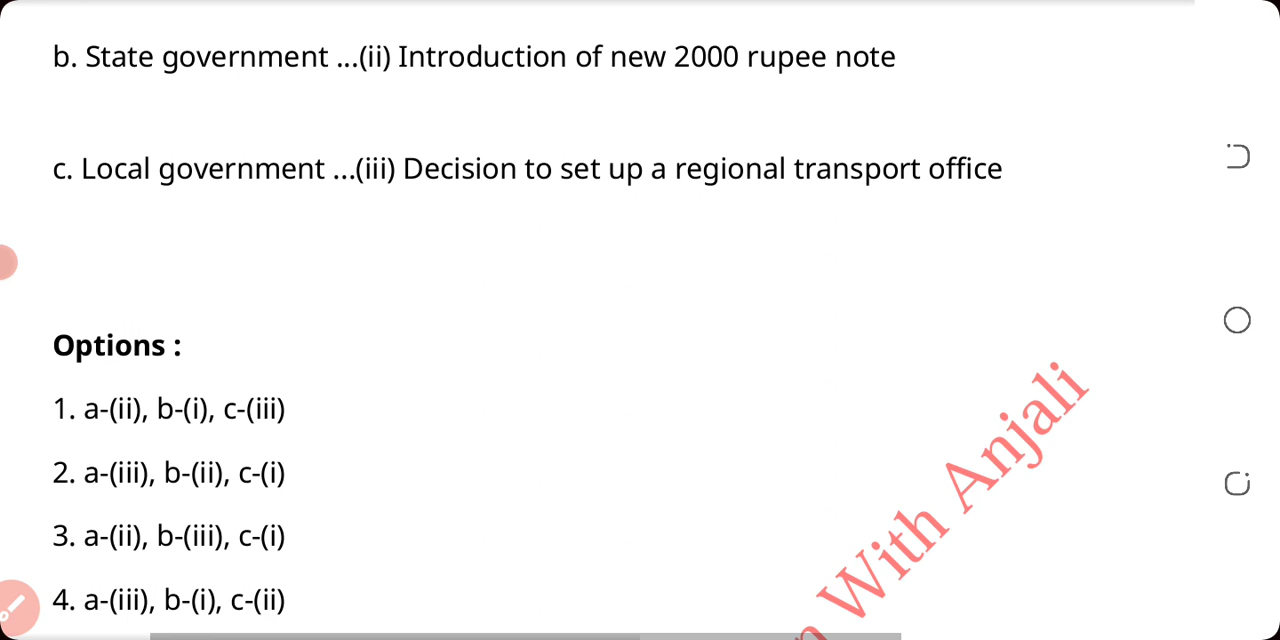 b. State government ...(ii) Introduction of new 2000 rupee note
c. Local government ...(iii) Decision to set up a regional transport office
Options :
1. a-(ii), b-(i), c-(iii)
2. a-(iii), b-(ii), c-(i)
3. a-(ii), b-(iii), c-(i)
4. a-(iii), b-(i), c-(ii)
With Anjali